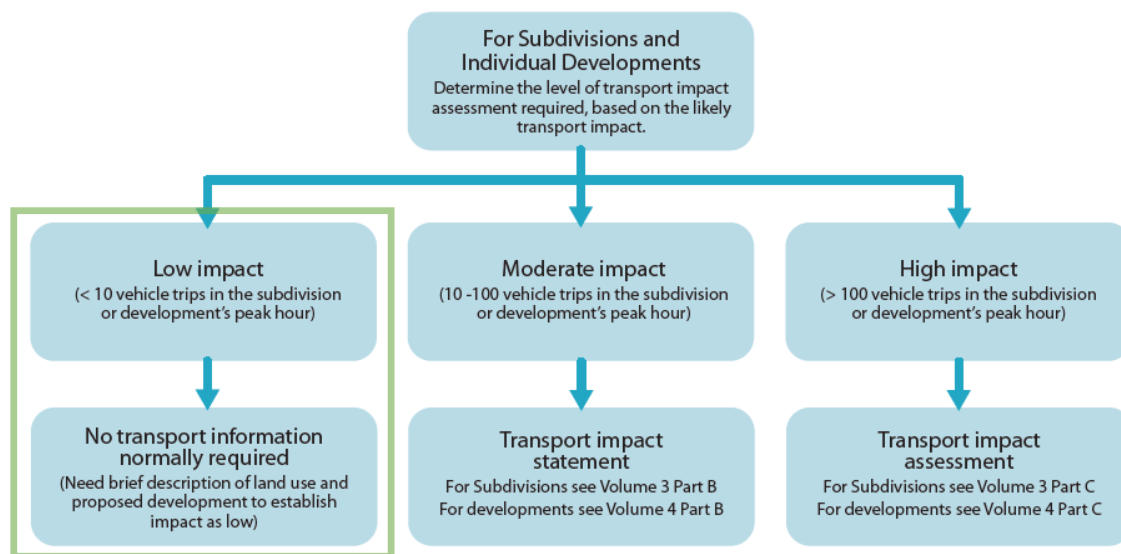 For Subdivisions and
Individual Developments
Determine the level of transport impact
assessment required, based on the likely
transport impact.
Low impact
(< 10 vehicle trips in the subdivision
or development's peak hour)
Moderate impact
(10 -100 vehicle trips in the subdivision
or development's peak hour)
High impact
(> 100 vehicle trips in the subdivision
or development's peak hour)
No transport information
normally required
(Need brief description of land use and
proposed development to establish
impact as low)
Transport impact
statement
For Subdivisions see Volume 3 Part B
For developments see Volume 4 Part B
Transport impact
assessment
For Subdivisions see Volume 3 Part C
For developments see Volume 4 Part C